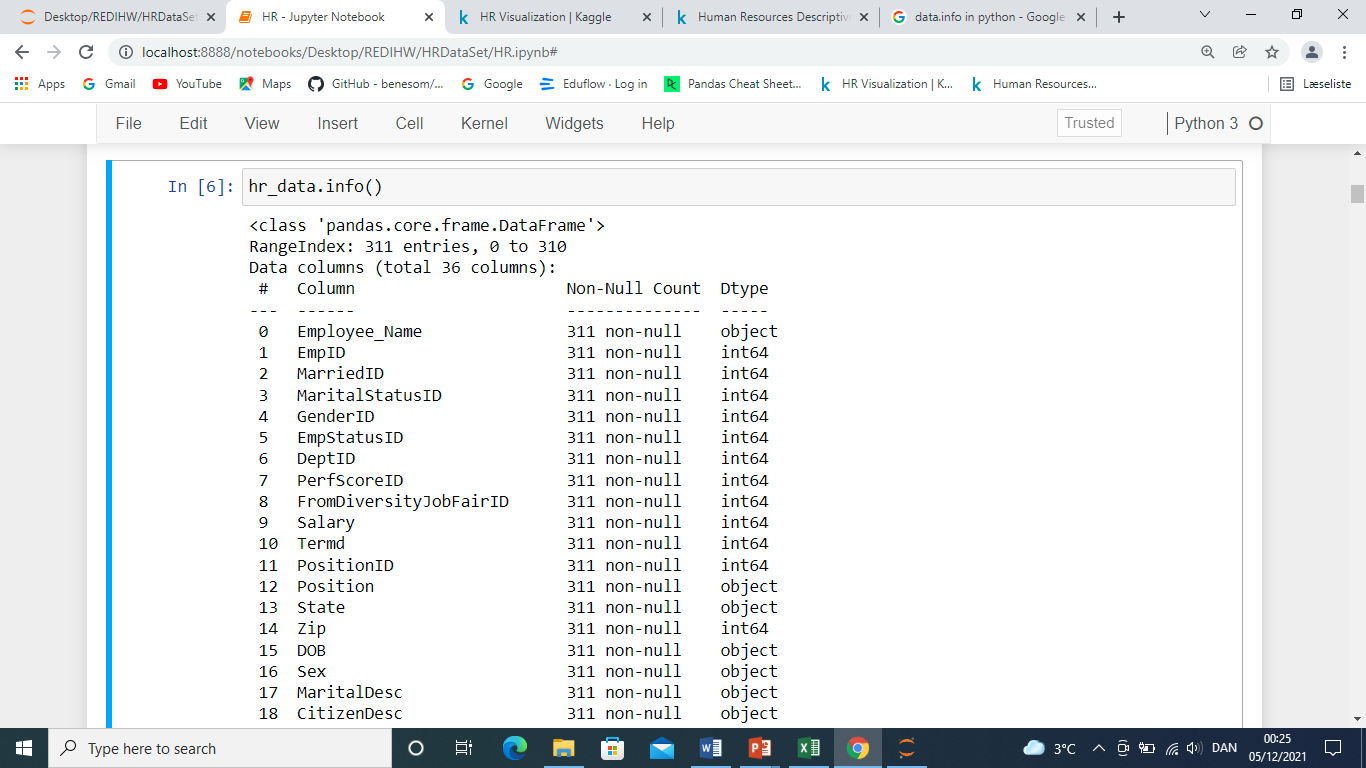 Desktop/REDIHW/HRDataSet
HR - Jupyter Notebook
HR Visualization | Kaggle
Human Resources Descriptive
data.info in python - Google
localhost:8888/notebooks/Desktop/REDIHW/HRDataSet/HR.ipynb#
Apps Gmail YouTube Maps GitHub - benesom/... Google Eduflow · Log in Pandas Cheat Sheet... HR Visualization | K... Human Resources... Læseliste
File Edit View Insert Cell Kernel Widgets Help Trusted Python 3
In [6]: hr_data.info()
<class 'pandas.core.frame.DataFrame'>
RangeIndex: 311 entries, 0 to 310
Data columns (total 36 columns):
# Column Non-Null Count Dtype
--- ------ -------------- -----
0 Employee_Name 311 non-null object
1 EmpID 311 non-null int64
2 MarriedID 311 non-null int64
3 MaritalStatusID 311 non-null int64
4 GenderID 311 non-null int64
5 EmpStatusID 311 non-null int64
6 DeptID 311 non-null int64
7 PerfScoreID 311 non-null int64
8 FromDiversityJobFairID 311 non-null int64
9 Salary 311 non-null int64
10 Termd 311 non-null int64
11 PositionID 311 non-null int64
12 Position 311 non-null object
13 State 311 non-null object
14 Zip 311 non-null int64
15 DOB 311 non-null object
16 Sex 311 non-null object
17 MaritalDesc 311 non-null object
18 CitizenDesc 311 non-null object
Type here to search
3°C
DAN
00:25
05/12/2021